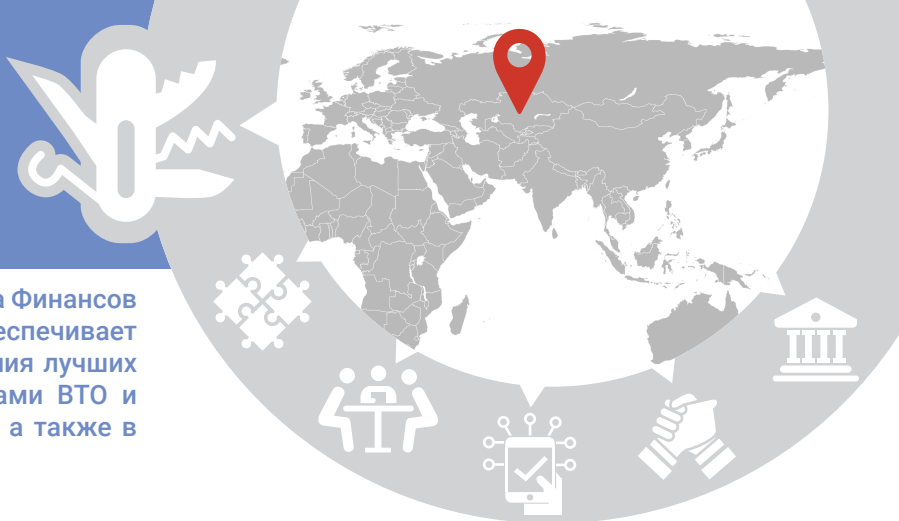 а Финансов
еспечивает
ния лучших
ами ВТО и
а также в